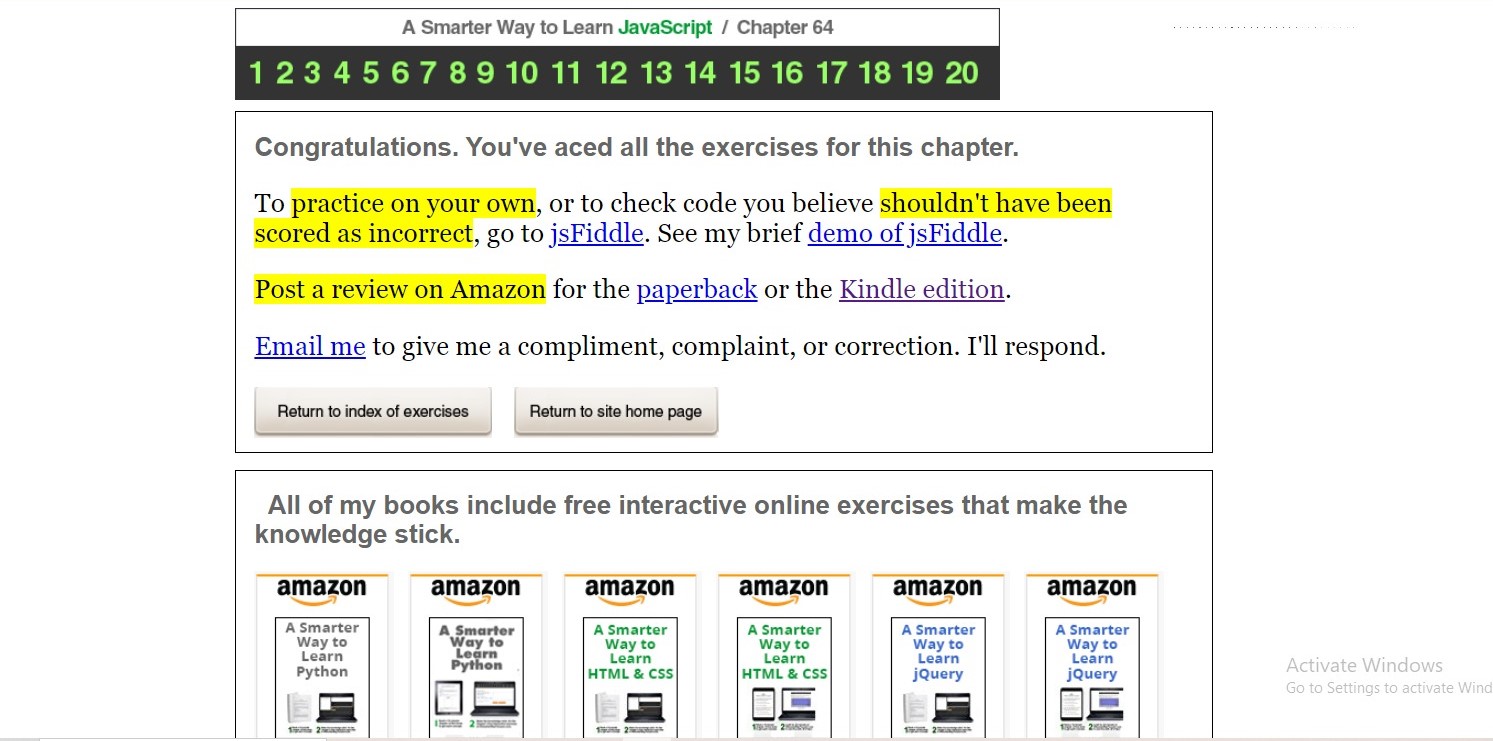 A Smarter Way to Learn JavaScript / Chapter 64
1 2 3 4 5 6 7 8 9 10 11 12 13 14 15 16 17 18 19 20
Congratulations. You've aced all the exercises for this chapter.
To practice on your own, or to check code you believe shouldn't have been
scored as incorrect, go to jsFiddle. See my brief demo of jsFiddle.
Post a review on Amazon for the paperback or the Kindle edition.
Email me to give me a compliment, complaint, or correction. I'll respond.
Return to index of exercises Return to site home page
All of my books include free interactive online exercises that make the
knowledge stick.
amazon
A Smarter
Way to
Learn
Python
amazon
A Smarter
Way to
Learn
Python
amazon
A Smarter
Way to
Learn
HTML & CSS
amazon
A Smarter
Way to
Learn
HTML & CSS
amazon
A Smarter
Way to
Learn
jQuery
amazon
A Smarter
Way to
Learn
jQuery
Activate Windows
Go to Settings to activate Wind